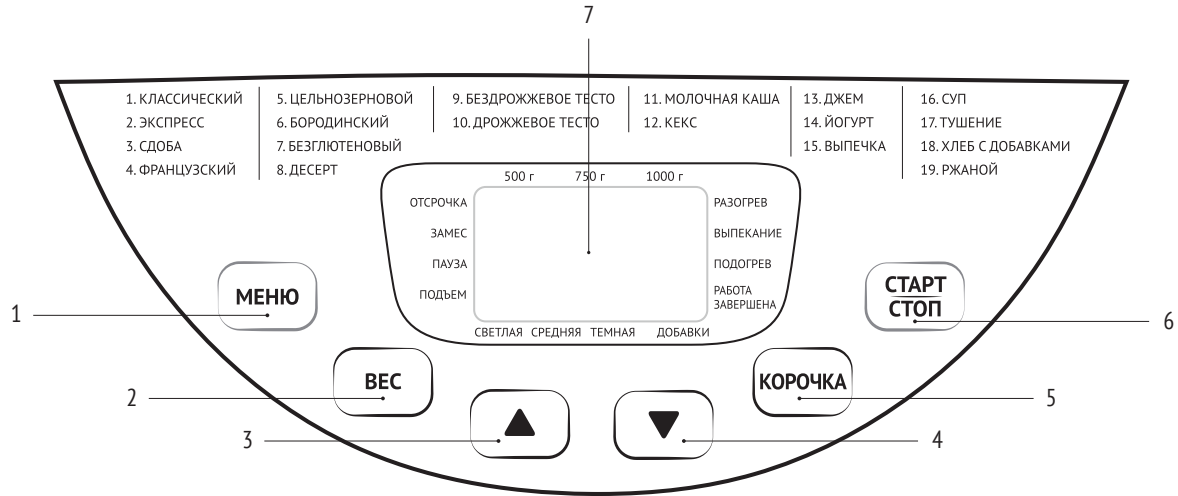 7
1. КЛАССИЧЕСКИЙ
2. ЭКСПРЕСС
3. СДОБА
4. ФРАНЦУЗСКИЙ
5. ЦЕЛЬНОЗЕРНОВОЙ
6. БОРОДИНСКИЙ
7. БЕЗГЛЮТЕНОВЫЙ
8. ДЕСЕРТ
9. БЕЗДРОЖЖЕВОЕ ТЕСТО
10. ДРОЖЖЕВОЕ ТЕСТО
11. МОЛОЧНАЯ КАША
12. КЕКС
13. ДЖЕМ
14. ЙОГУРТ
15. ВЫПЕЧКА
16. СУП
17. ТУШЕНИЕ
18. ХЛЕБ С ДОБАВКАМИ
19. РЖАНОЙ
500 г 750 г 1000 г
ОТСРОЧКА
ЗАМЕС
ПАУЗА
ПОДЪЕМ
РАЗОГРЕВ
ВЫПЕКАНИЕ
ПОДОГРЕВ
РАБОТА
ЗАВЕРШЕНА
СВЕТЛАЯ СРЕДНЯЯ ТЕМНАЯ ДОБАВКИ
МЕНЮ
1
СТАРТ
СТОП
6
ВЕС
2
КОРОЧКА
5
3
4